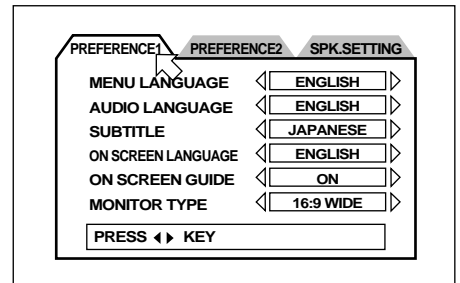 PREFERENCE1 PREFERENCE2 SPK.SETTING
MENU LANGUAGE ENGLISH
AUDIO LANGUAGE ENGLISH
SUBTITLE JAPANESE
ON SCREEN LANGUAGE ENGLISH
ON SCREEN GUIDE ON
MONITOR TYPE 16:9 WIDE
PRESS KEY